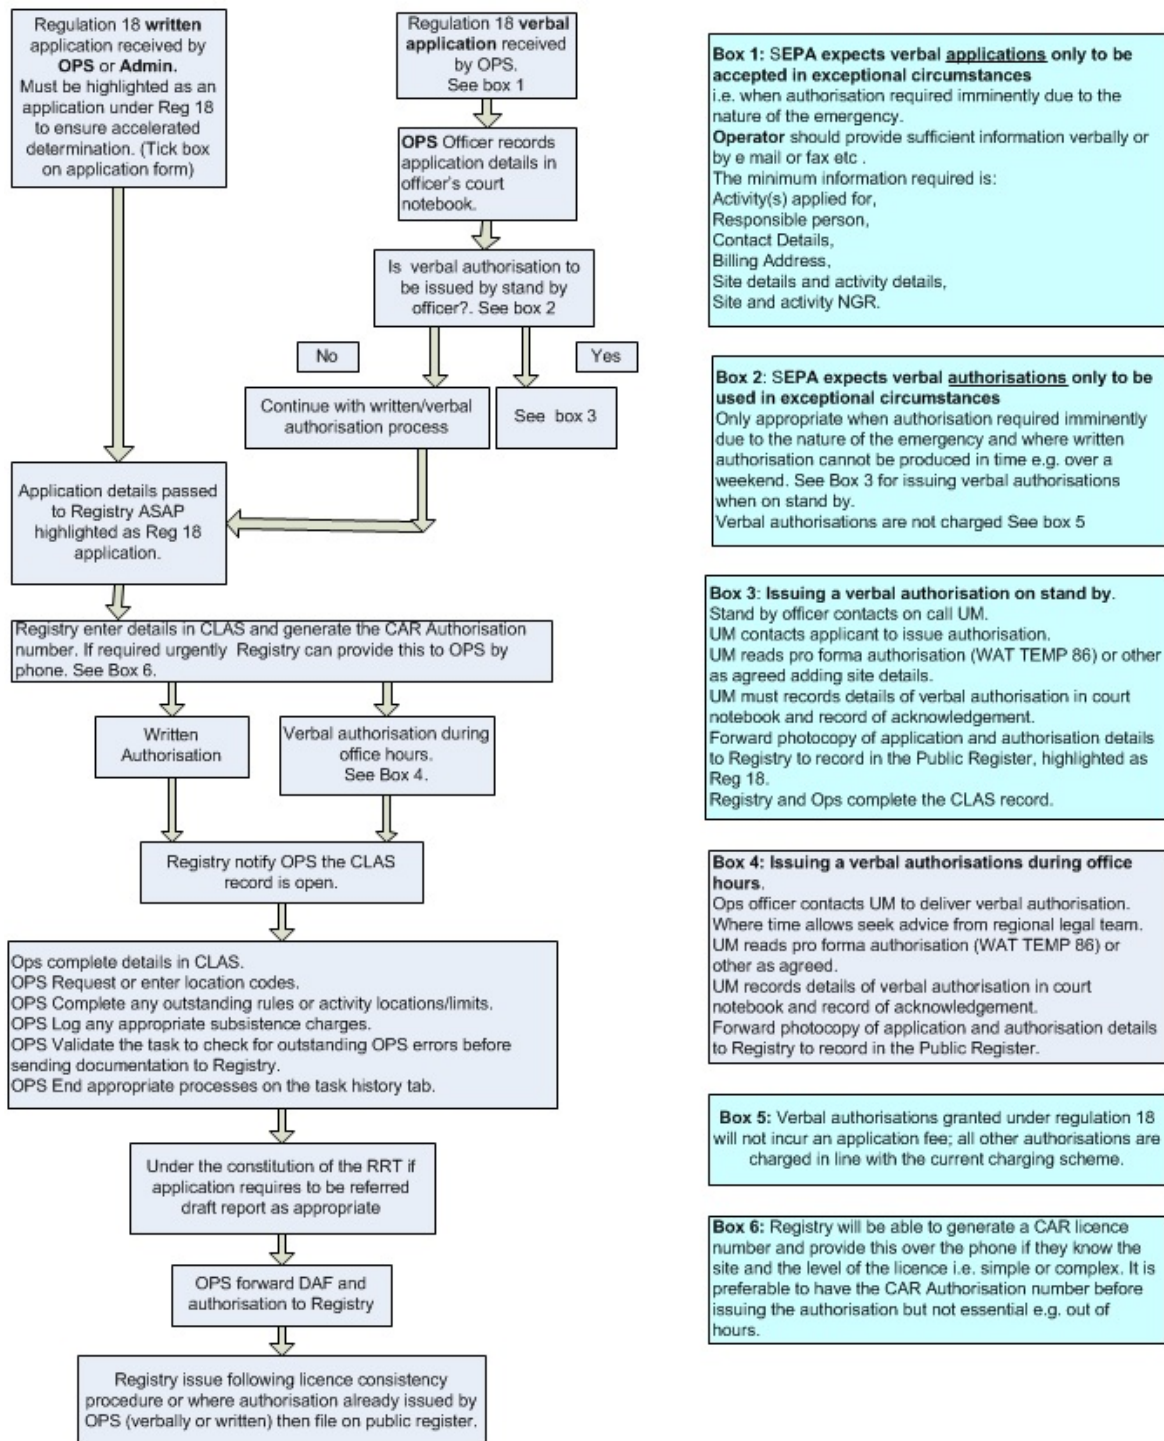 Regulation 18 written
application received by
OPS or Admin.
Must be highlighted as an
application under Reg 18
to ensure accelerated
determination. (Tick box
on application form)
Regulation 18 verbal
application received
by OPS.
See box 1
OPS Officer records
application details in
officer's court
notebook.
Is verbal authorisation to
be issued by stand by
officer?. See box 2
No
Yes
Continue with written/verbal
authorisation process
See box 3
Application details passed
to Registry ASAP
highlighted as Reg 18
application.
Registry enter details in CLAS and generate the CAR Authorisation
number. If required urgently Registry can provide this to OPS by
phone. See Box 6.
Written
Authorisation
Verbal authorisation during
office hours.
See Box 4.
Registry notify OPS the CLAS
record is open.
Ops complete details in CLAS.
OPS Request or enter location codes.
OPS Complete any outstanding rules or activity locations/limits.
OPS Log any appropriate subsistence charges.
OPS Validate the task to check for outstanding OPS errors before
sending documentation to Registry.
OPS End appropriate processes on the task history tab.
Under the constitution of the RRT if
application requires to be referred
draft report as appropriate
OPS forward DAF and
authorisation to Registry
Registry issue following licence consistency
procedure or where authorisation already issued by
OPS (verbally or written) then file on public register.
Box 1: SEPA expects verbal applications only to be
accepted in exceptional circumstances
i.e. when authorisation required imminently due to the
nature of the emergency.
Operator should provide sufficient information verbally or
by e mail or fax etc .
The minimum information required is:
Activity(s) applied for,
Responsible person,
Contact Details,
Billing Address,
Site details and activity details,
Site and activity NGR.
Box 2: SEPA expects verbal authorisations only to be
used in exceptional circumstances
Only appropriate when authorisation required imminently
due to the nature of the emergency and where written
authorisation cannot be produced in time e.g. over a
weekend. See Box 3 for issuing verbal authorisations
when on stand by.
Verbal authorisations are not charged See box 5
Box 3: Issuing a verbal authorisation on stand by.
Stand by officer contacts on call UM.
UM contacts applicant to issue authorisation.
UM reads pro forma authorisation (WAT TEMP 86) or other
as agreed adding site details.
UM must records details of verbal authorisation in court
notebook and record of acknowledgement.
Forward photocopy of application and authorisation details
to Registry to record in the Public Register, highlighted as
Reg 18.
Registry and Ops complete the CLAS record.
Box 4: Issuing a verbal authorisations during office
hours.
Ops officer contacts UM to deliver verbal authorisation.
Where time allows seek advice from regional legal team.
UM reads pro forma authorisation (WAT TEMP 86) or
other as agreed.
UM records details of verbal authorisation in court
notebook and record of acknowledgement.
Forward photocopy of application and authorisation details
to Registry to record in the Public Register.
Box 5: Verbal authorisations granted under regulation 18
will not incur an application fee; all other authorisations are
charged in line with the current charging scheme.
Box 6: Registry will be able to generate a CAR licence
number and provide this over the phone if they know the
site and the level of the licence i.e. simple or complex. It is
preferable to have the CAR Authorisation number before
issuing the authorisation but not essential e.g. out of
hours.